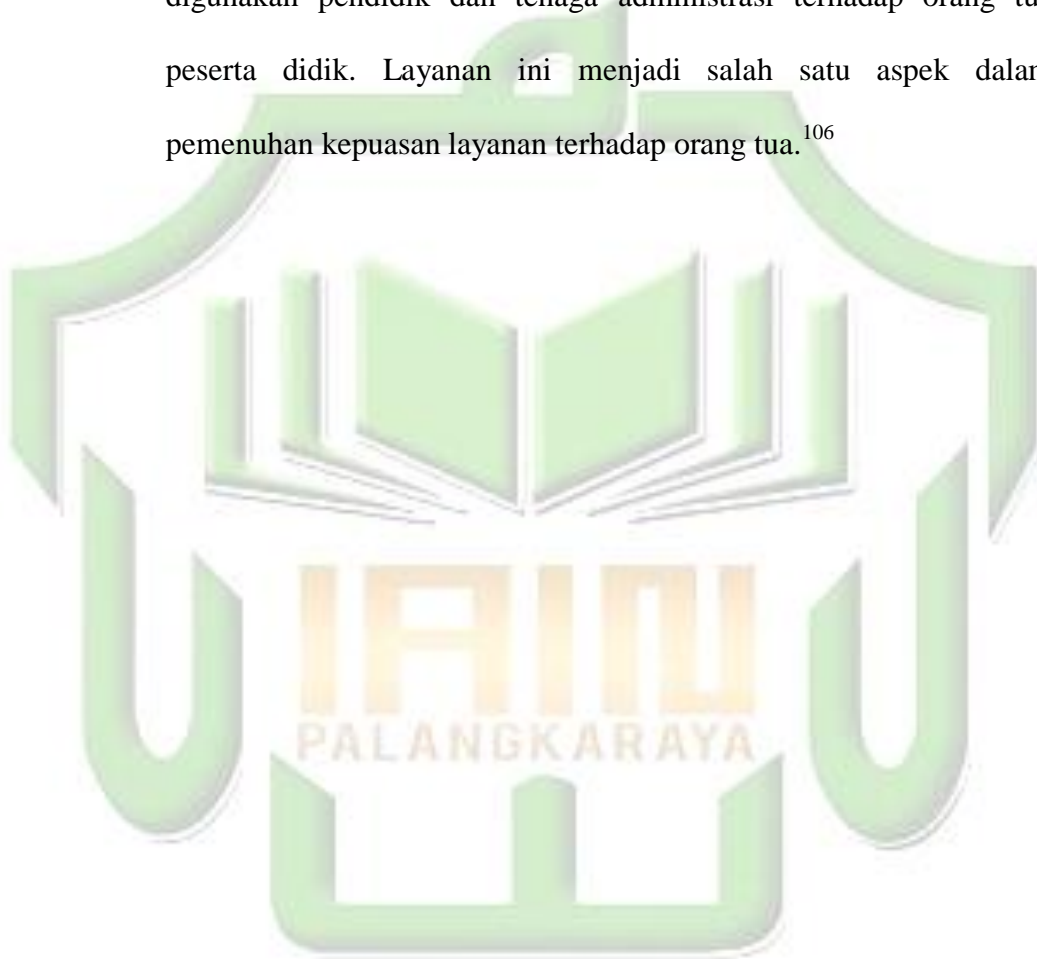 digunakan pendidik dan tenaga administrasi terhadap orang tu
peserta didik. Layanan ini menjadi salah satu aspek dalam
pemenuhan kepuasan layanan terhadap orang tua.106
IAIN
PALANGKARAYA